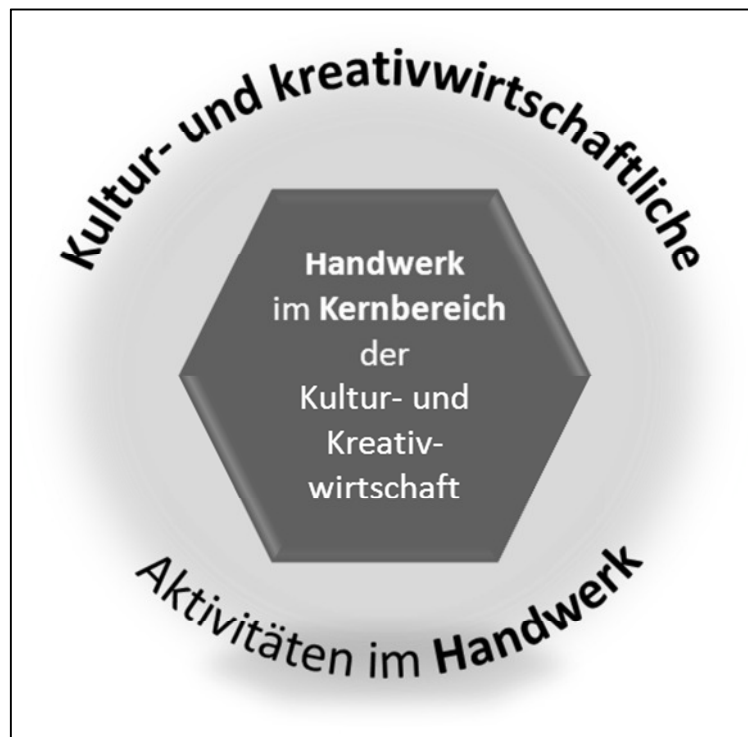 Kultur- und kreativwirtschaftliche
Handwerk
im Kernbereich
der
Kultur- und
Kreativ-
wirtschaft
Aktivitäten im Handwerk